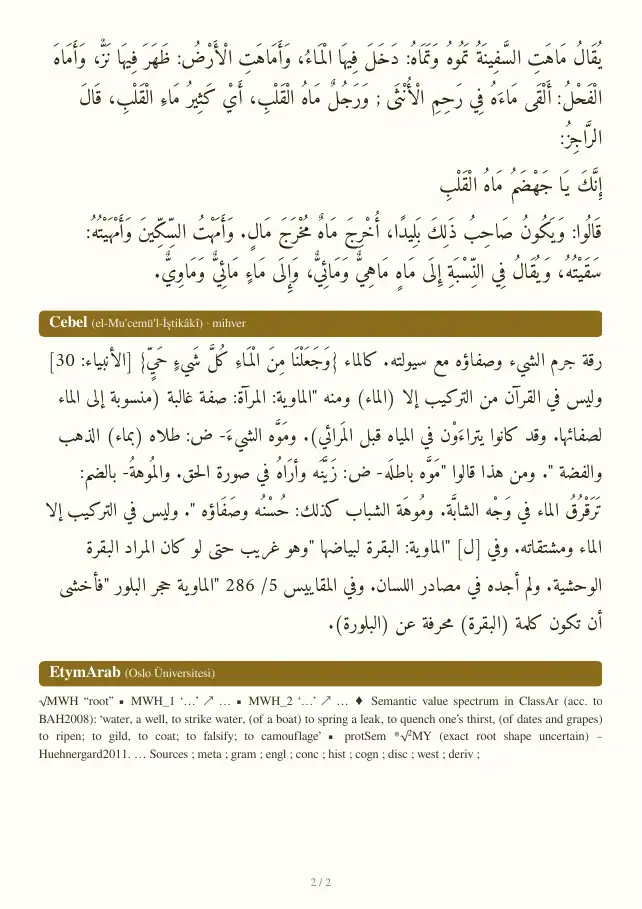 يُقَالُ مَاهَتِ السَّفِينَةُ تَمُوهُ وَتَمَاهُ: دَخَلَ فِيهَا الْمَاءُ، وَأَمَاهَتِ الْأَرْضُ: ظَهَرَ فِيهَا نَزٌّ، وَأَمَاهَ
الْفَحْلُ: أَلْقَى مَاءَهُ فِي رَحِمِ الْأُنْثَى ; وَرَجُلٌ مَاهُ الْقَلْبِ، أَيْ كَثِيرُ مَاءِ الْقَلْبِ، قَالَ
الرَّاجِزُ:
إِنَّكَ يَا جَهْضَمُ مَاهُ الْقَلْبِ
قَالُوا: وَيَكُونُ صَاحِبُ ذَلِكَ بَلِيدًا، أُخْرِجَ مَاهُ مُخْرَجَ مَالٍ. وَأَمَهْتُ السِّكِّينَ وَأَمْهَيْتُهُ:
سَقَيْتُهُ، وَيُقَالُ فِي النِّسْبَةِ إِلَى مَاهٍ مَاهِيٌّ وَمَائِيٌّ، وَإِلَى مَاءٍ مَائِيٌّ وَمَاوِيٌّ.
Cebel (el-Mu'cemü'l-İştikâkî) · mihver
رقة جرم الشيء وصفاؤه مع سيولته. كالماء {وَجَعَلْنَا مِنَ الْمَاءِ كُلَّ شَيْءٍ حَيٍّ} [الأنبياء: 30]
وليس في القرآن من التركيب إلا (الماء) ومنه "الماوية: المرآة: صفة غالبة (منسوبة إلى الماء
لصفائها. وقد كانوا يتراءَوْن في المياه قبل المَرائي). ومَوَّه الشيءَ- ض: طلاه (بماء) الذهب
والفضة ". ومن هذا قالوا "مَوَّه باطلَه- ض: زَيَّنَه وأَرَاهُ في صورة الحق. والمُوهةُ- بالضم:
تَرَقْرُقُ الماء في وَجْه الشابَّة. ومُوهَة الشباب كذلك: حُسْنُه وصَفَاؤه ". وليس في التركيب إلا
الماء ومشتقاته. وفي [ل] "الماوية: البقرة لبياضها "وهو غريب حتى لو كان المراد البقرة
الوحشية. ولم أجده في مصادر اللسان. وفي المقاييس 5/ 286 "الماوية حجر البلور "فأخشى
أن تكون كلمة (البقرة) محرفة عن (البلورة).
EtymArab (Oslo Üniversitesi)
√MWH “root” ▪ MWH_1 ‘…’ ↗ … ▪ MWH_2 ‘…’ ↗ … ♦ Semantic value spectrum in ClassAr (acc. to
BAH2008): ‘water, a well, to strike water, (of a boat) to spring a leak, to quench one’s thirst, (of dates and grapes)
to ripen; to gild, to coat; to falsify; to camouflage’ ▪ protSem *√²MY (exact root shape uncertain) –
Huehnergard2011. … Sources ; meta ; gram ; engl ; conc ; hist ; cogn ; disc ; west ; deriv ;
2 / 2